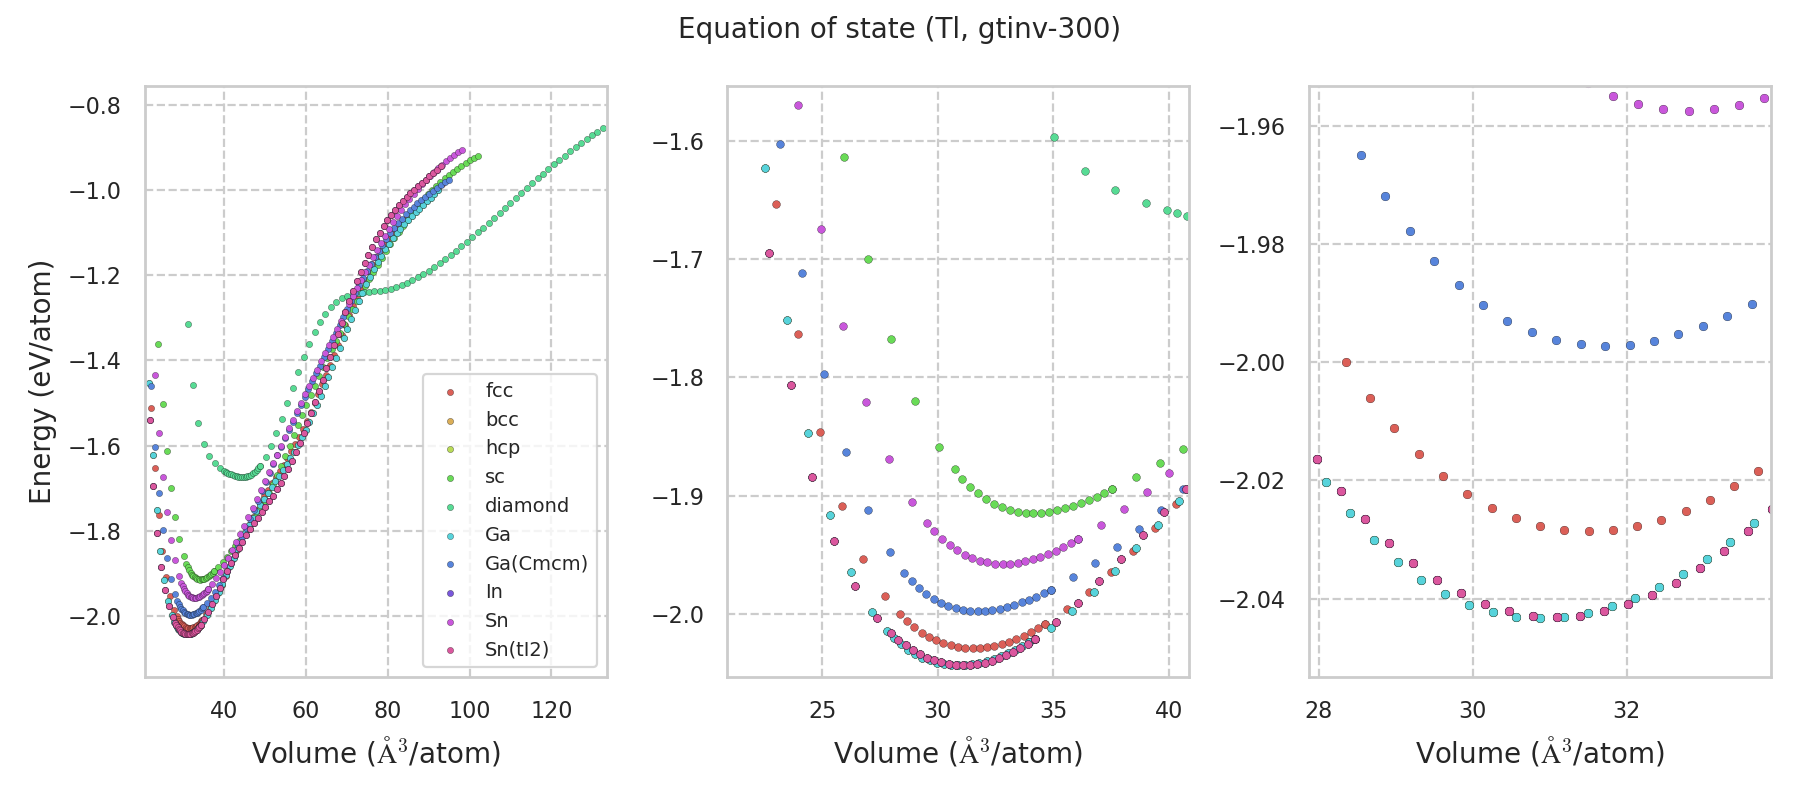 Equation of state (Tl, gtinv-300)
Energy (eV/atom)
−0.8
−1.0
−1.2
−1.4
−1.6
−1.8
−2.0
40
60
80
100
120
Volume (Å³/atom)
fcc
bcc
hcp
sc
diamond
Ga
Ga(Cmcm)
In
Sn
Sn(tI2)
−1.6
−1.7
−1.8
−1.9
−2.0
25
30
35
40
Volume (Å³/atom)
−1.96
−1.98
−2.00
−2.02
−2.04
28
30
32
Volume (Å³/atom)